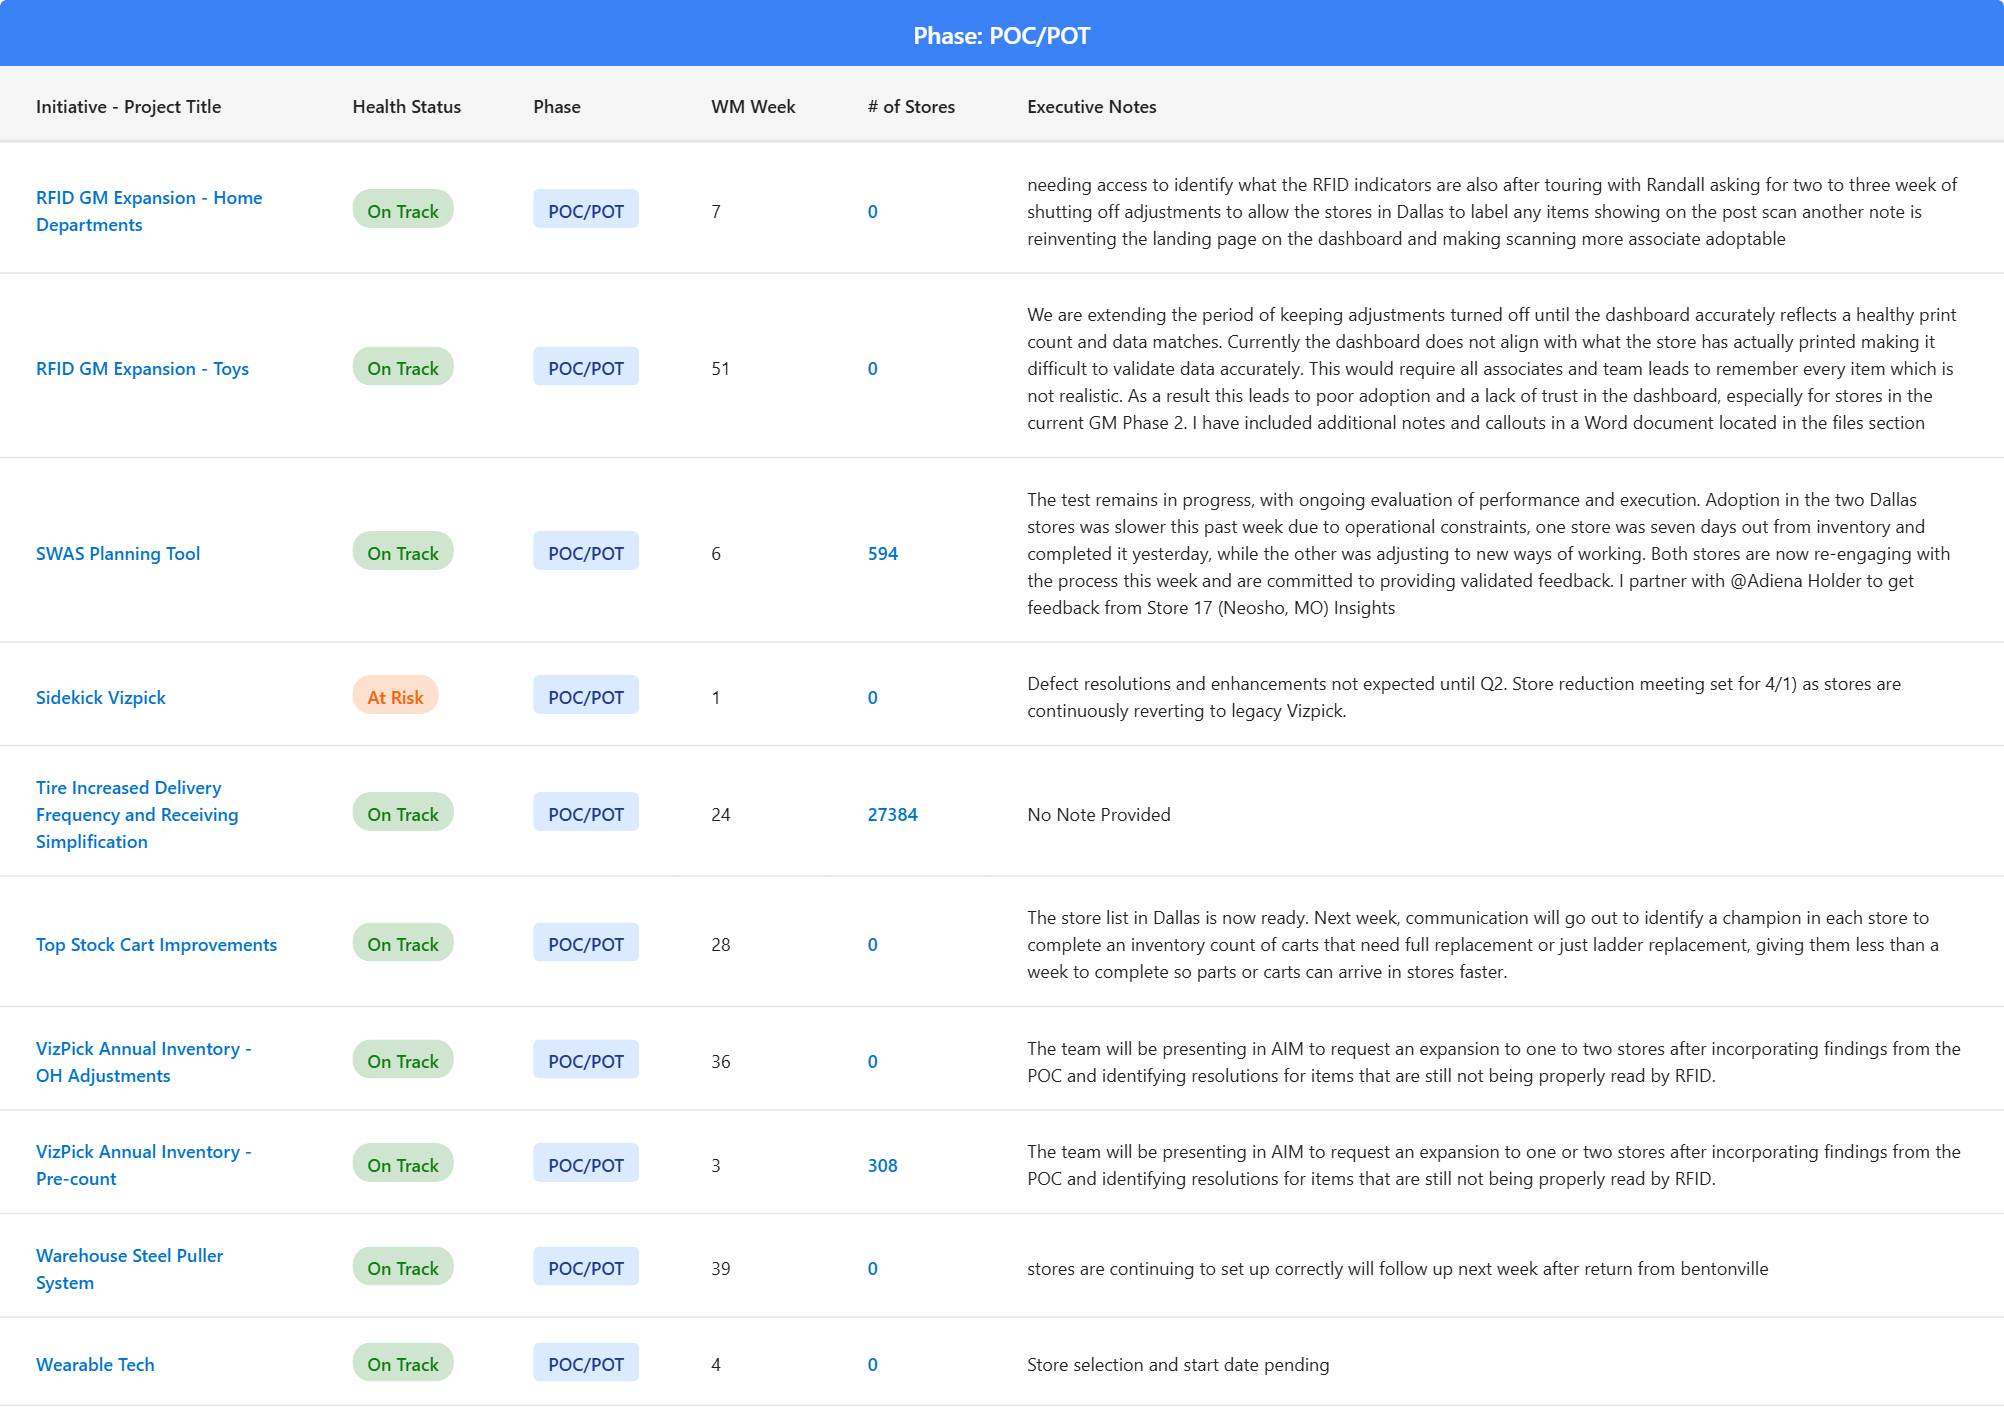 Phase: POC/POT
Initiative - Project Title Health Status Phase WM Week # of Stores Executive Notes
RFID GM Expansion - Home
Departments
On Track POC/POT 7 0
needing access to identify what the RFID indicators are also after touring with Randall asking for two to three week of
shutting off adjustments to allow the stores in Dallas to label any items showing on the post scan another note is
reinventing the landing page on the dashboard and making scanning more associate adoptable
RFID GM Expansion - Toys
On Track POC/POT 51 0
We are extending the period of keeping adjustments turned off until the dashboard accurately reflects a healthy print
count and data matches. Currently the dashboard does not align with what the store has actually printed making it
difficult to validate data accurately. This would require all associates and team leads to remember every item which is
not realistic. As a result this leads to poor adoption and a lack of trust in the dashboard, especially for stores in the
current GM Phase 2. I have included additional notes and callouts in a Word document located in the files section
SWAS Planning Tool
On Track POC/POT 6 594
The test remains in progress, with ongoing evaluation of performance and execution. Adoption in the two Dallas
stores was slower this past week due to operational constraints, one store was seven days out from inventory and
completed it yesterday, while the other was adjusting to new ways of working. Both stores are now re-engaging with
the process this week and are committed to providing validated feedback. I partner with @Adiena Holder to get
feedback from Store 17 (Neosho, MO) Insights
Sidekick Vizpick
At Risk POC/POT 1 0
Defect resolutions and enhancements not expected until Q2. Store reduction meeting set for 4/1) as stores are
continuously reverting to legacy Vizpick.
Tire Increased Delivery
Frequency and Receiving
Simplification
On Track POC/POT 24 27384
No Note Provided
Top Stock Cart Improvements
On Track POC/POT 28 0
The store list in Dallas is now ready. Next week, communication will go out to identify a champion in each store to
complete an inventory count of carts that need full replacement or just ladder replacement, giving them less than a
week to complete so parts or carts can arrive in stores faster.
VizPick Annual Inventory -
OH Adjustments
On Track POC/POT 36 0
The team will be presenting in AIM to request an expansion to one to two stores after incorporating findings from the
POC and identifying resolutions for items that are still not being properly read by RFID.
VizPick Annual Inventory -
Pre-count
On Track POC/POT 3 308
The team will be presenting in AIM to request an expansion to one or two stores after incorporating findings from the
POC and identifying resolutions for items that are still not being properly read by RFID.
Warehouse Steel Puller
System
On Track POC/POT 39 0
stores are continuing to set up correctly will follow up next week after return from bentonville
Wearable Tech
On Track POC/POT 4 0
Store selection and start date pending